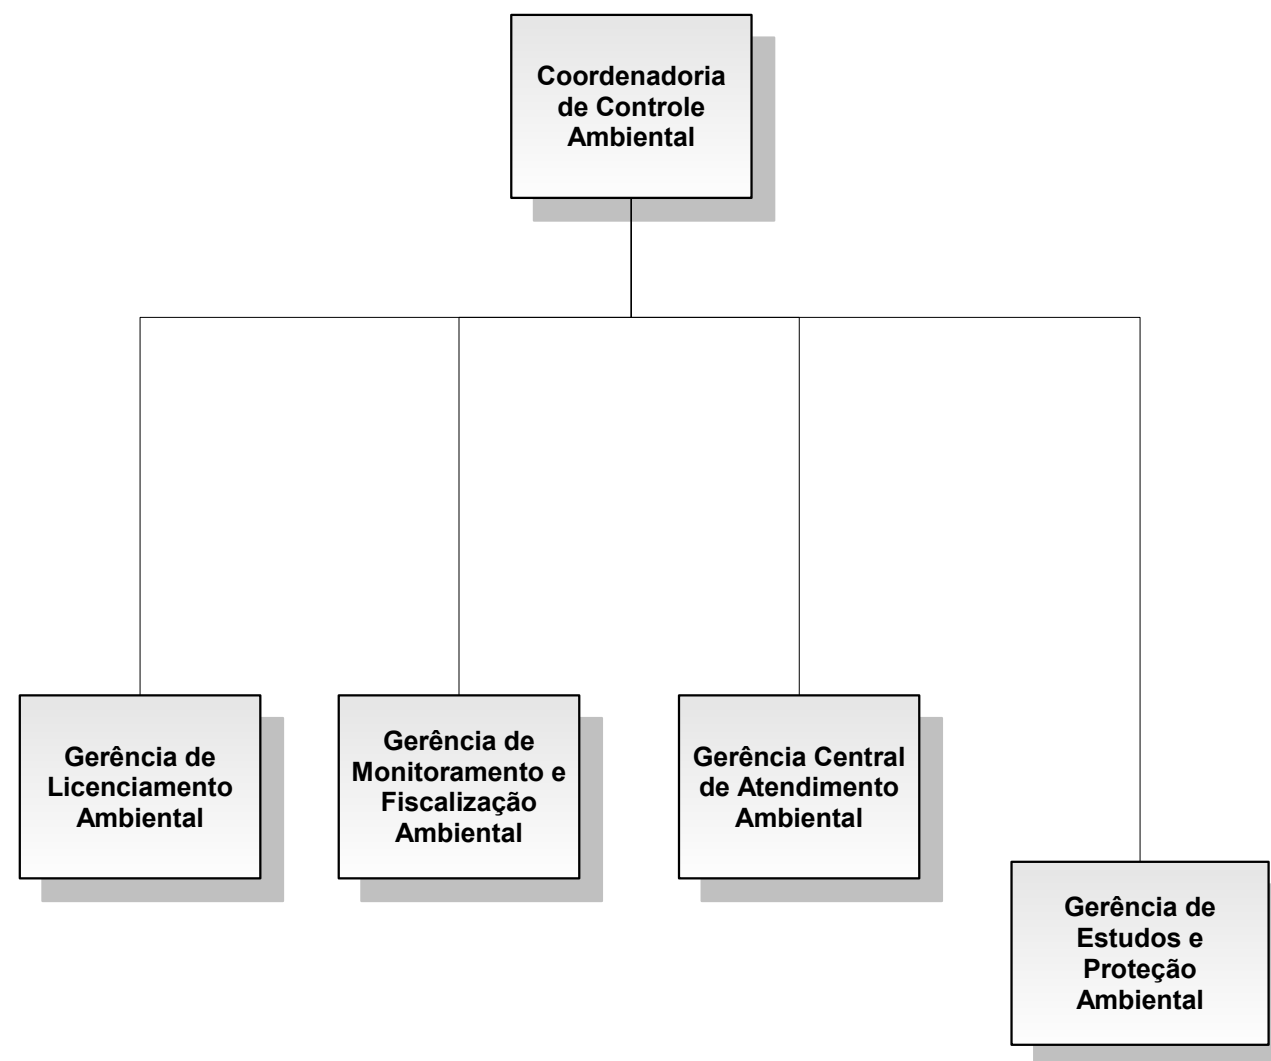 Coordenadoria
de Controle
Ambiental
Gerência de
Licenciamento
Ambiental
Gerência de
Monitoramento e
Fiscalização
Ambiental
Gerência Central
de Atendimento
Ambiental
Gerência de
Estudos e
Proteção
Ambiental